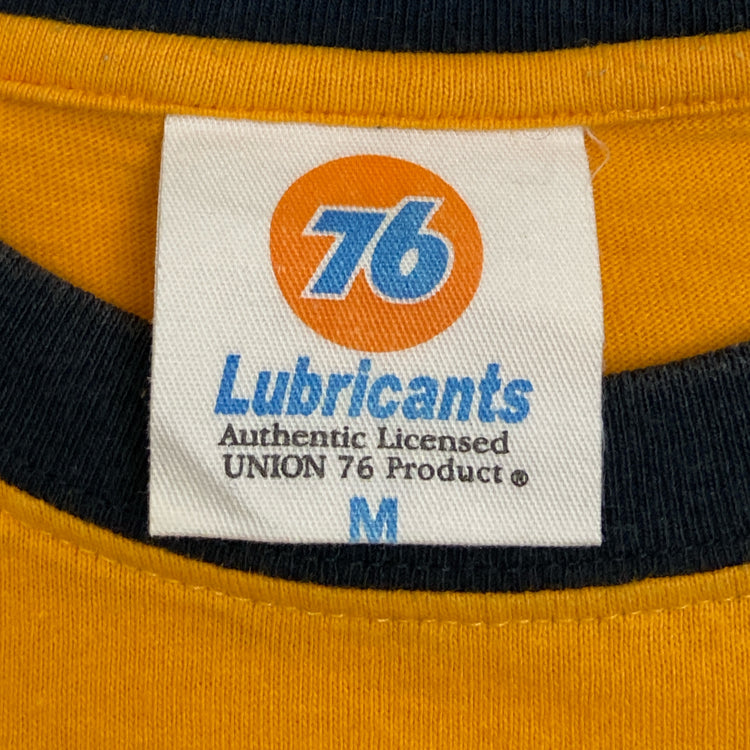 76
Lubricants
Authentic Licensed
UNION 76 Product ®
M